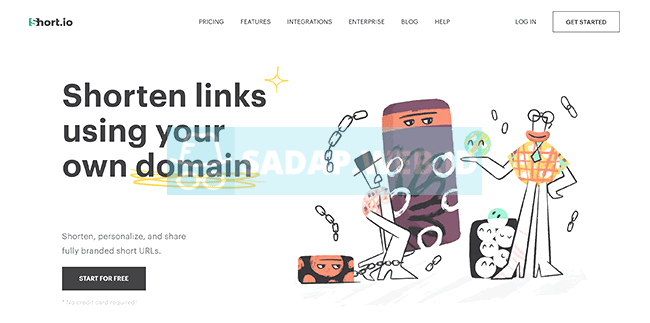 Short.io
PRICING FEATURES INTEGRATIONS ENTERPRISE BLOG HELP LOG IN GET STARTED
Shorten links
using your
own domain
SADAP
Shorten, personalize, and share
fully branded short URLs.
START FOR FREE
* No credit card required!